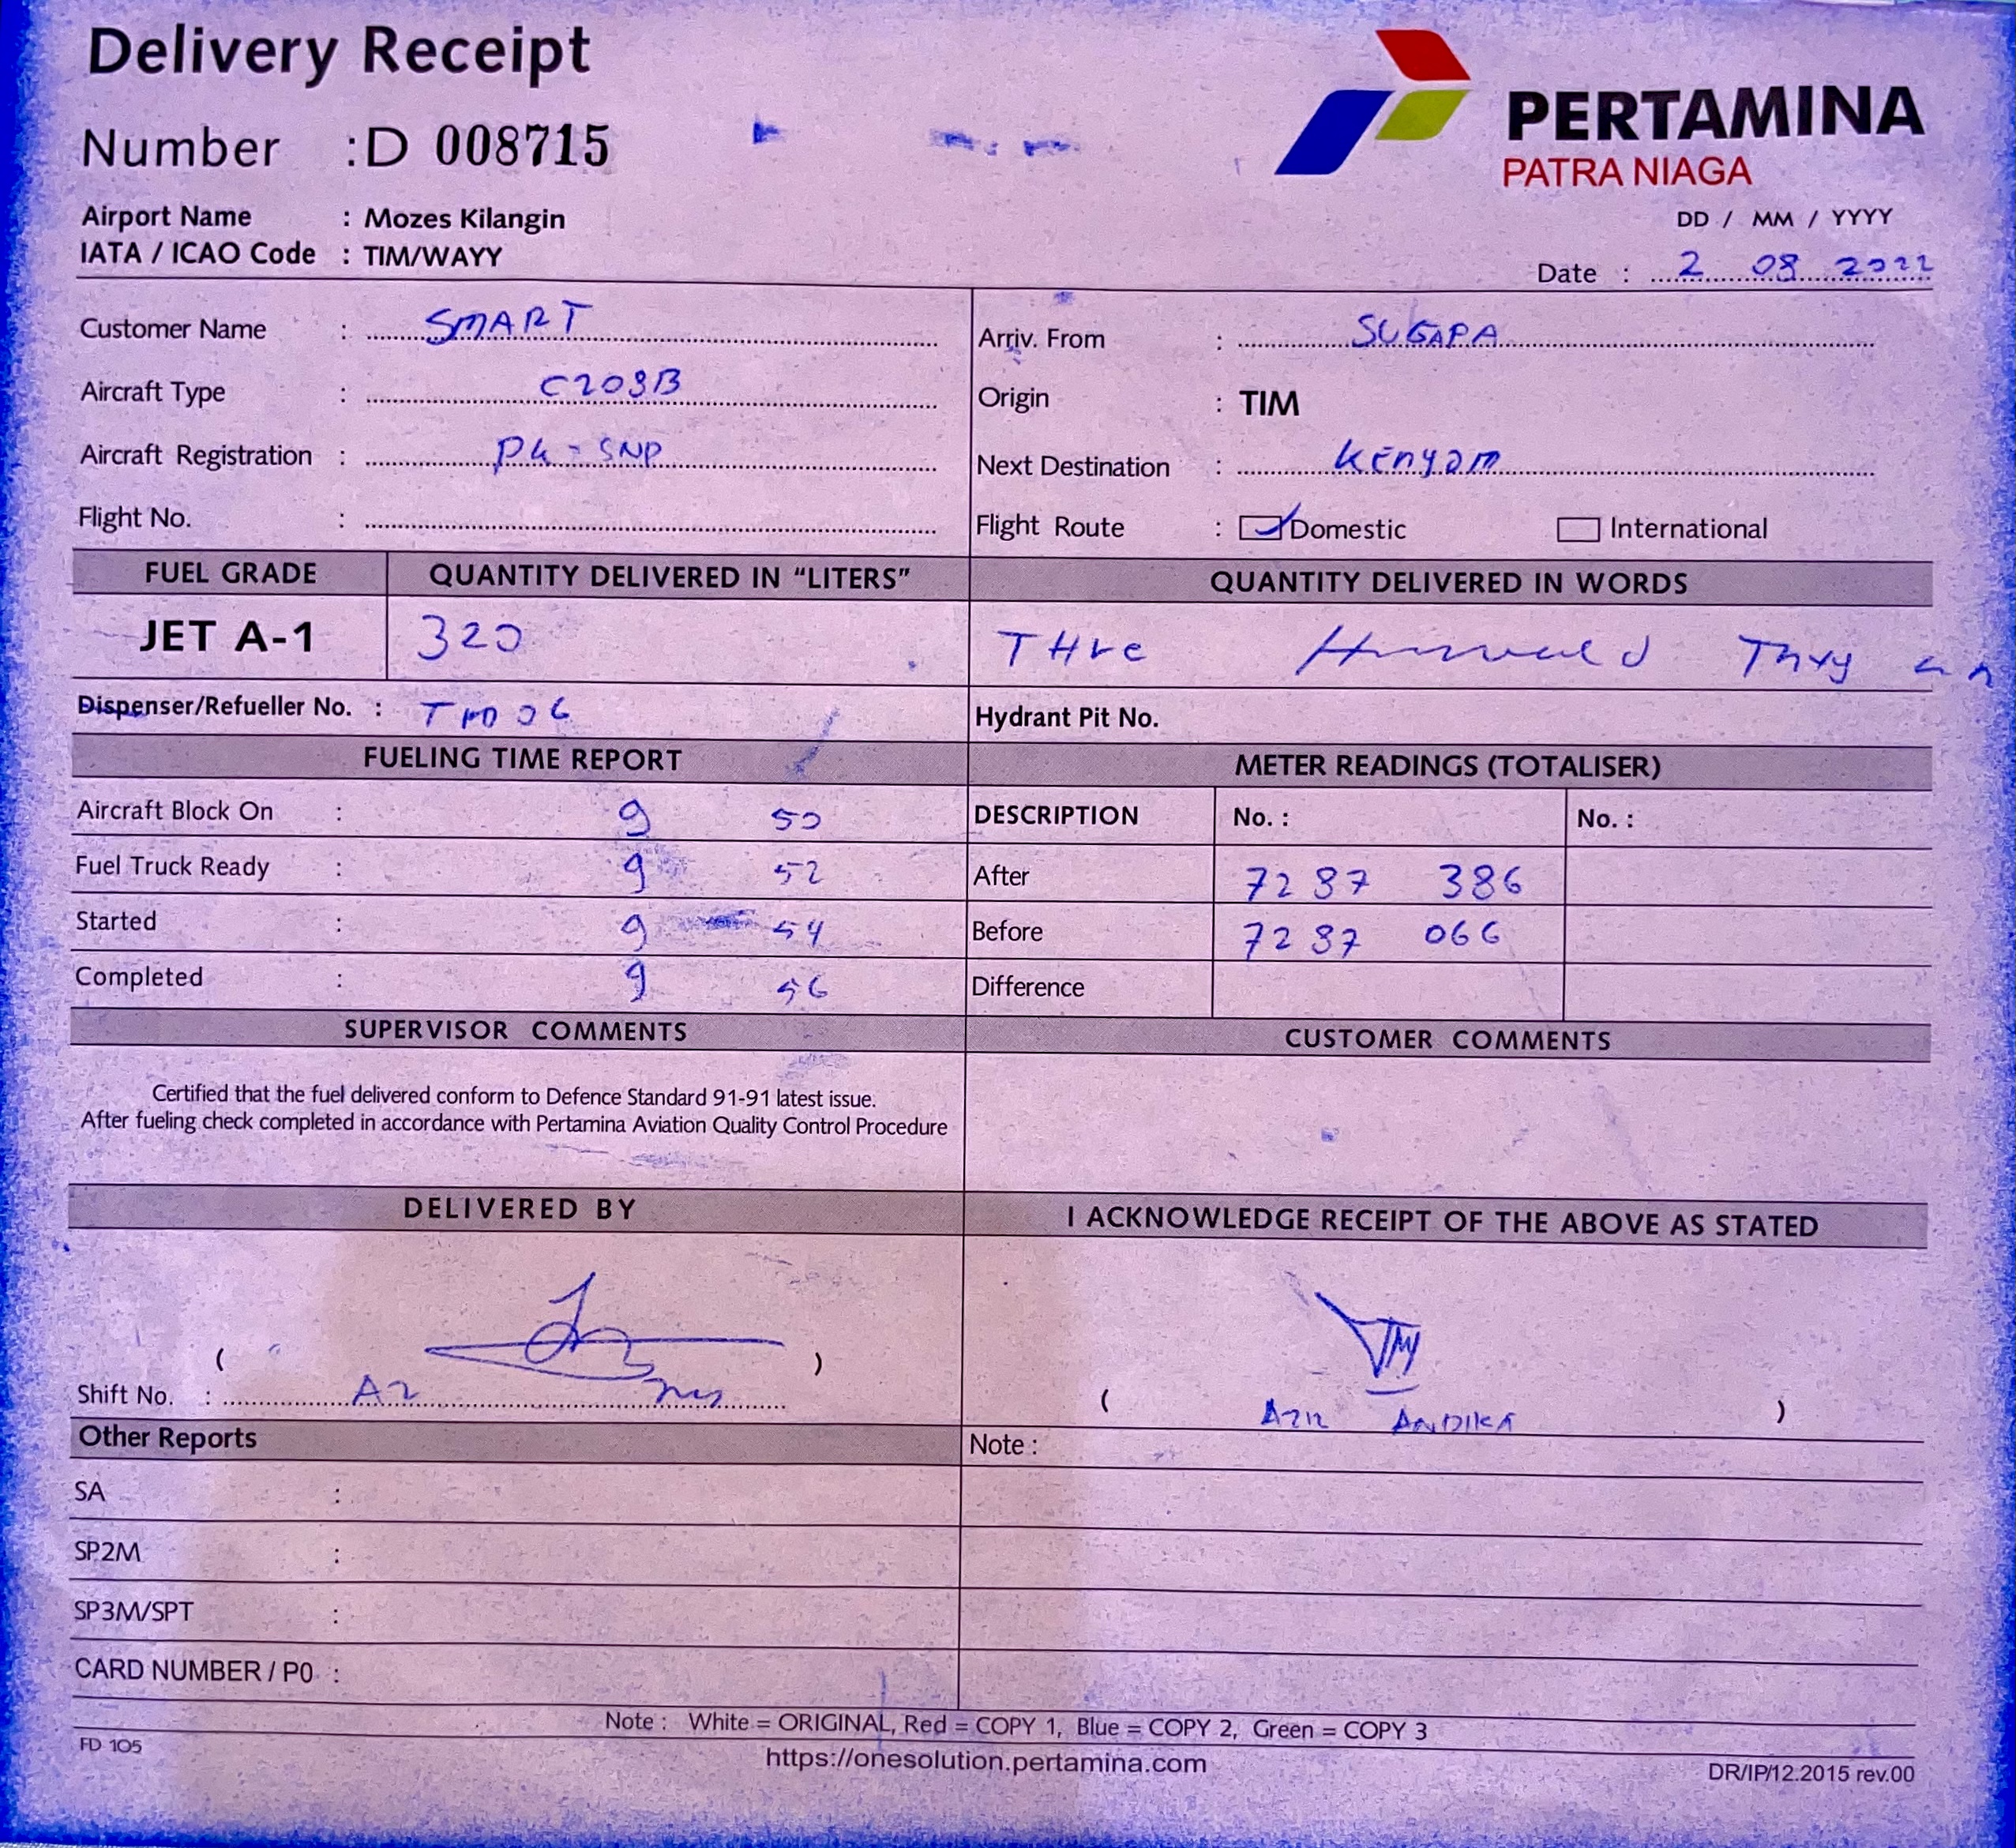 Delivery Receipt
Number : D 008715
PERTAMINA
PATRA NIAGA
Airport Name : Mozes Kilangin
IATA / ICAO Code : TIM/WAYY
DD / MM / YYYY
Date : 2 08 2022
Customer Name : SMART
Aircraft Type : C208B
Aircraft Registration : PK-SNP
Flight No. :
Arriv. From : SUGAPA
Origin : TIM
Next Destination : Kenyam
Flight Route : Domestic International
FUEL GRADE QUANTITY DELIVERED IN "LITERS" QUANTITY DELIVERED IN WORDS
JET A-1 320 THre
Dispenser/Refueller No. : Hydrant Pit No.
FUELING TIME REPORT METER READINGS (TOTALISER)
Aircraft Block On : 9 50 DESCRIPTION No. : No. :
Fuel Truck Ready : 9 52 After 7287 386
Started : 9 54 Before 7287 066
Completed : 9 56 Difference
SUPERVISOR COMMENTS CUSTOMER COMMENTS
Certified that the fuel delivered conform to Defence Standard 91-91 latest issue.
After fueling check completed in accordance with Pertamina Aviation Quality Control Procedure
DELIVERED BY I ACKNOWLEDGE RECEIPT OF THE ABOVE AS STATED
( ) ( ANDIKA )
Shift No. : A2
Other Reports Note :
SA :
SP2M :
SP3M/SPT :
CARD NUMBER / P0 :
Note : White = ORIGINAL, Red = COPY 1, Blue = COPY 2, Green = COPY 3
FD 105 https://onesolution.pertamina.com DR/IP/12.2015 rev.00